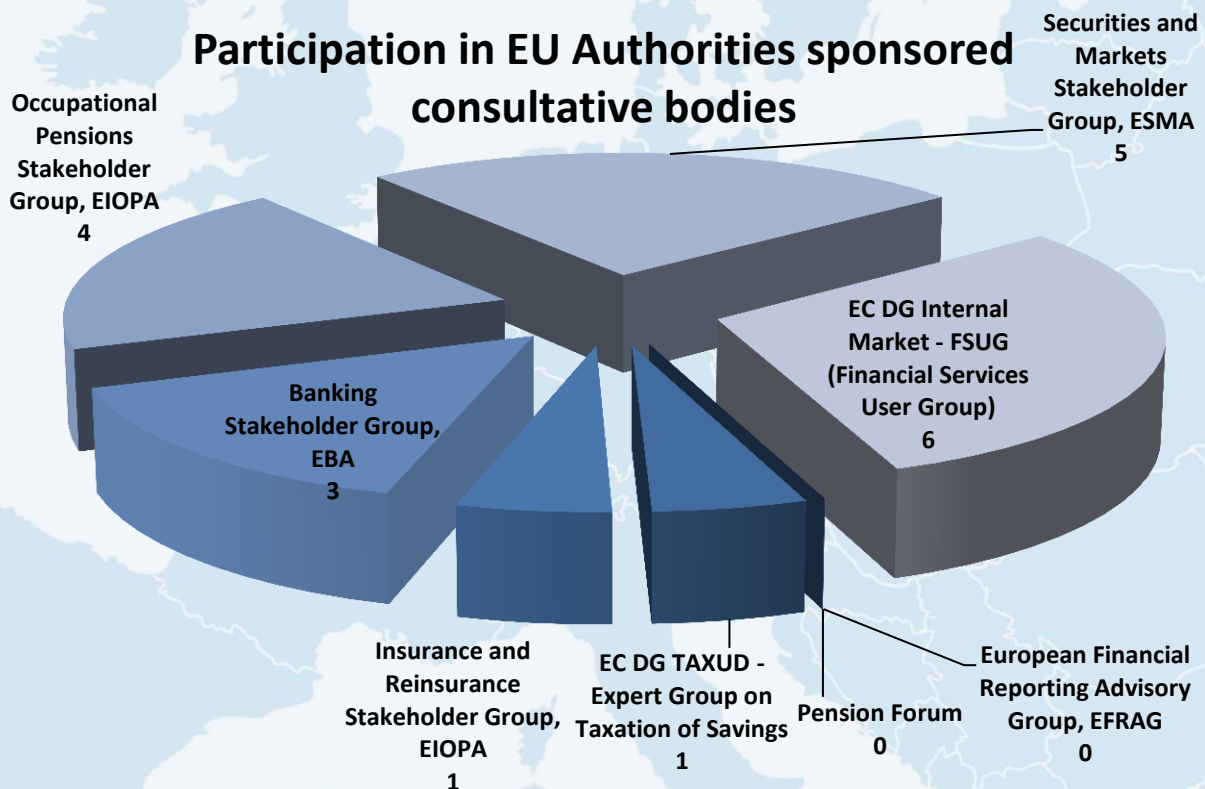 Participation in EU Authorities sponsored
consultative bodies
Securities and
Markets
Stakeholder
Group, ESMA
5
Occupational
Pensions
Stakeholder
Group, EIOPA
4
EC DG Internal
Market - FSUG
(Financial Services
User Group)
6
Banking
Stakeholder Group,
EBA
3
Insurance and
Reinsurance
Stakeholder Group,
EIOPA
1
EC DG TAXUD -
Expert Group on
Taxation of Savings
1
Pension Forum
0
European Financial
Reporting Advisory
Group, EFRAG
0